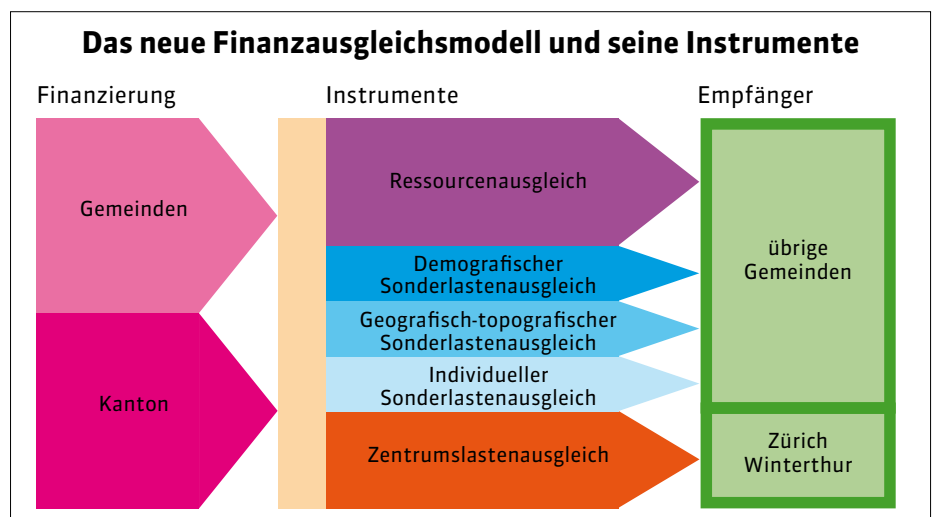 Das neue Finanzausgleichsmodell und seine Instrumente
Finanzierung
Instrumente
Empfänger
Gemeinden
Kanton
Ressourcenausgleich
Demografischer
Sonderlastenausgleich
Geografisch-topografischer
Sonderlastenausgleich
Individueller
Sonderlastenausgleich
Zentrumslastenausgleich
übrige
Gemeinden
Zürich
Winterthur